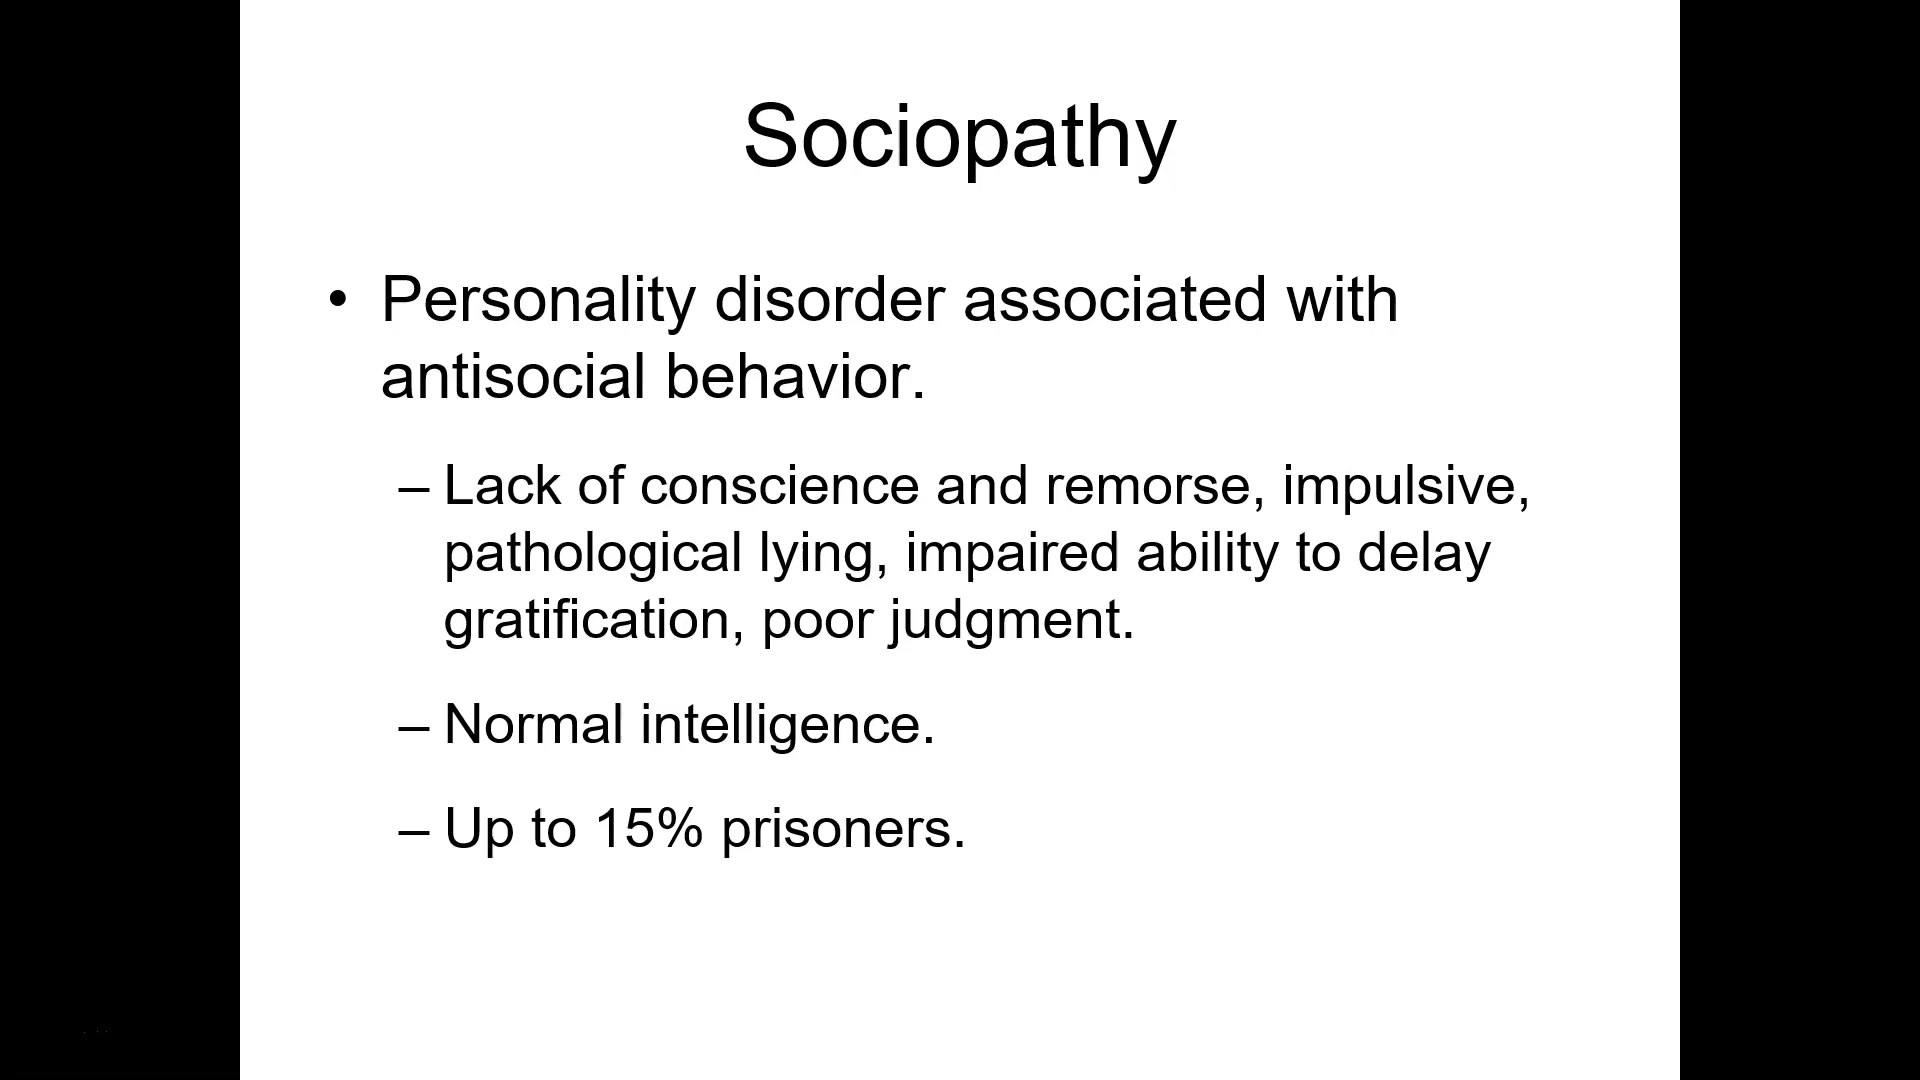 Sociopathy
• Personality disorder associated with
antisocial behavior.
– Lack of conscience and remorse, impulsive,
pathological lying, impaired ability to delay
gratification, poor judgment.
– Normal intelligence.
– Up to 15% prisoners.